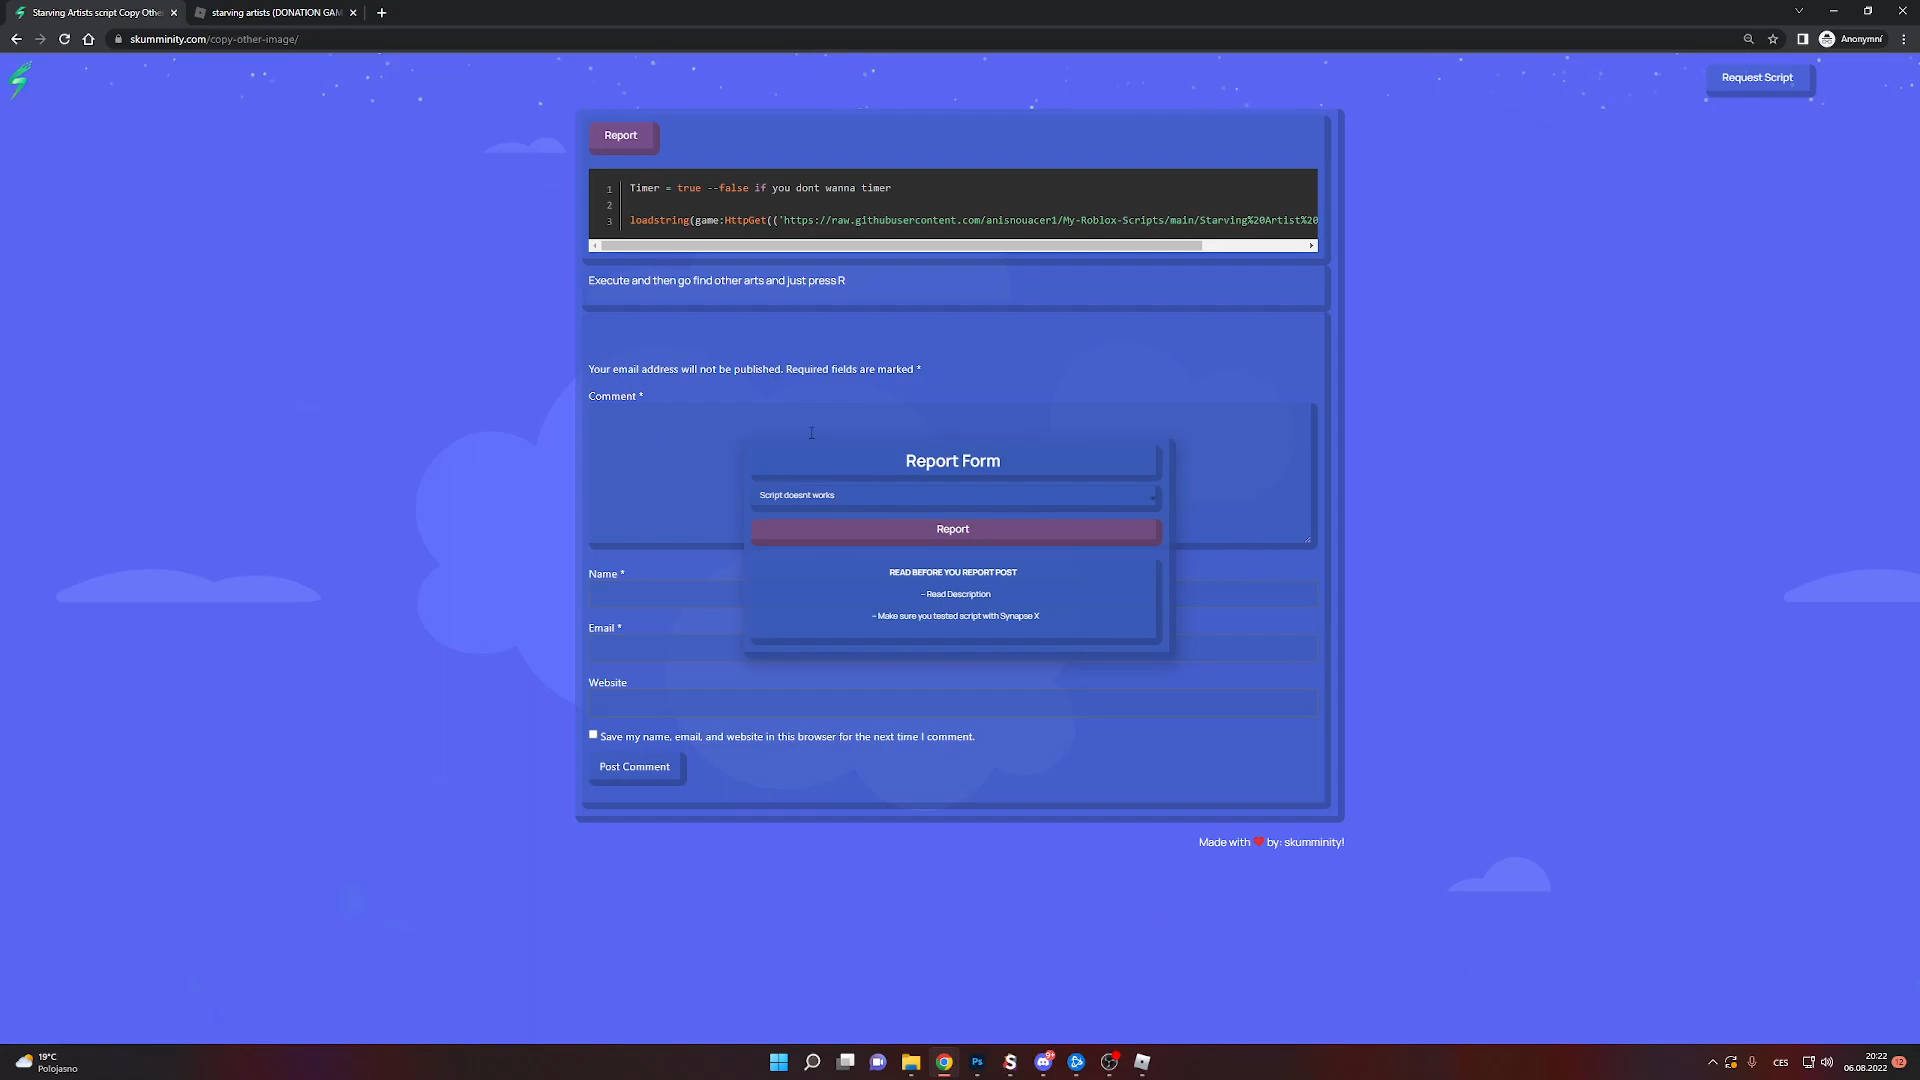 Starving Artists script Copy Othe
starving artists (DONATION GAM
skumminity.com/copy-other-image/
Anonymní
Request Script
Report
1 Timer = true --false if you dont wanna timer
2
3 loadstring(game:HttpGet(('https://raw.githubusercontent.com/anisnouacer1/My-Roblox-Scripts/main/Starving%20Artist%20
Execute and then go find other arts and just press R
Your email address will not be published. Required fields are marked *
Comment *
Report Form
Script doesnt works
Report
READ BEFORE YOU REPORT POST
– Read Description
– Make sure you tested script with Synapse X
Name *
Email *
Website
Save my name, email, and website in this browser for the next time I comment.
Post Comment
Made with ❤ by: skumminity!
19°C
Polojasno
Ps
CES
20:22
06.08.2022
12